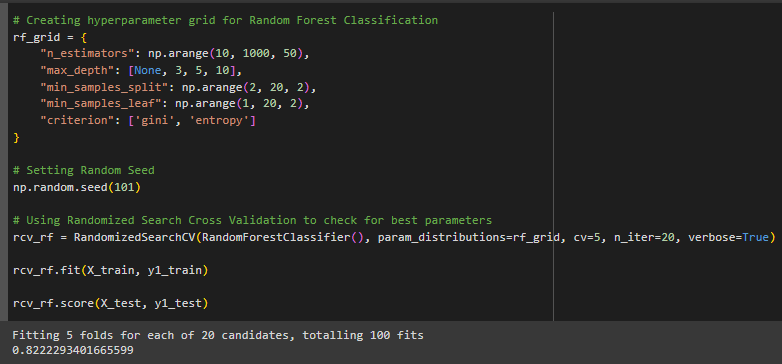 # Creating hyperparameter grid for Random Forest Classification
rf_grid = {
    "n_estimators": np.arange(10, 1000, 50),
    "max_depth": [None, 3, 5, 10],
    "min_samples_split": np.arange(2, 20, 2),
    "min_samples_leaf": np.arange(1, 20, 2),
    "criterion": ['gini', 'entropy']
}
# Setting Random Seed
np.random.seed(101)
# Using Randomized Search Cross Validation to check for best parameters
rcv_rf = RandomizedSearchCV(RandomForestClassifier(), param_distributions=rf_grid, cv=5, n_iter=20, verbose=True)
rcv_rf.fit(X_train, y1_train)
rcv_rf.score(X_test, y1_test)
Fitting 5 folds for each of 20 candidates, totalling 100 fits
0.8222293401665599